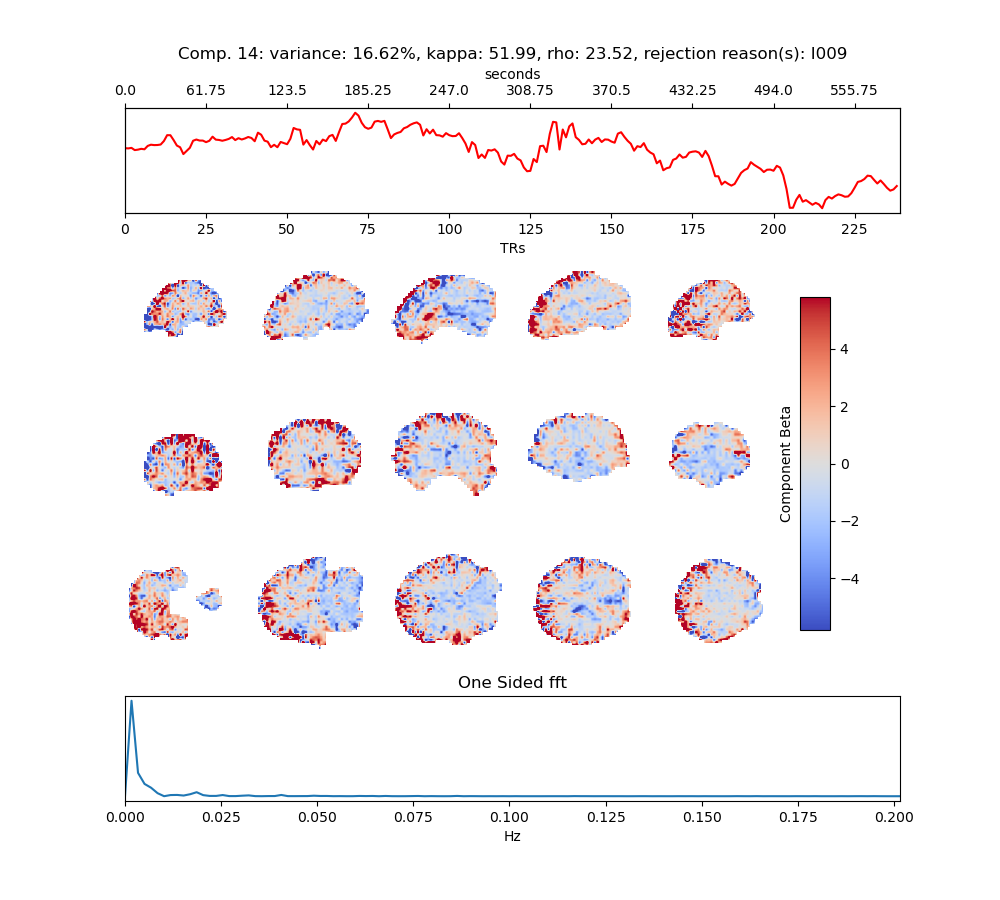 Comp. 14: variance: 16.62%, kappa: 51.99, rho: 23.52, rejection reason(s): I009
seconds
0.0 61.75 123.5 185.25 247.0 308.75 370.5 432.25 494.0 555.75
0 25 50 75 100 125 150 175 200 225
TRs
4
2
0
−2
−4
Component Beta
One Sided fft
0.000 0.025 0.050 0.075 0.100 0.125 0.150 0.175 0.200
Hz